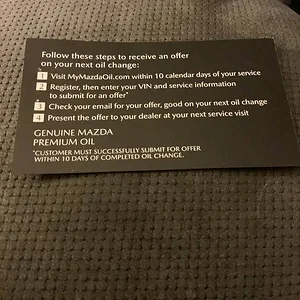 Follow these steps to receive an offer
on your next oil change:
1 Visit MyMazdaOil.com within 10 calendar days of your service
2 Register, then enter your VIN and service information
to submit for an offer*
3 Check your email for your offer, good on your next oil change
4 Present the offer to your dealer at your next service visit
GENUINE MAZDA
PREMIUM OIL
*CUSTOMER MUST SUCCESSFULLY SUBMIT FOR OFFER
WITHIN 10 DAYS OF COMPLETED OIL CHANGE.